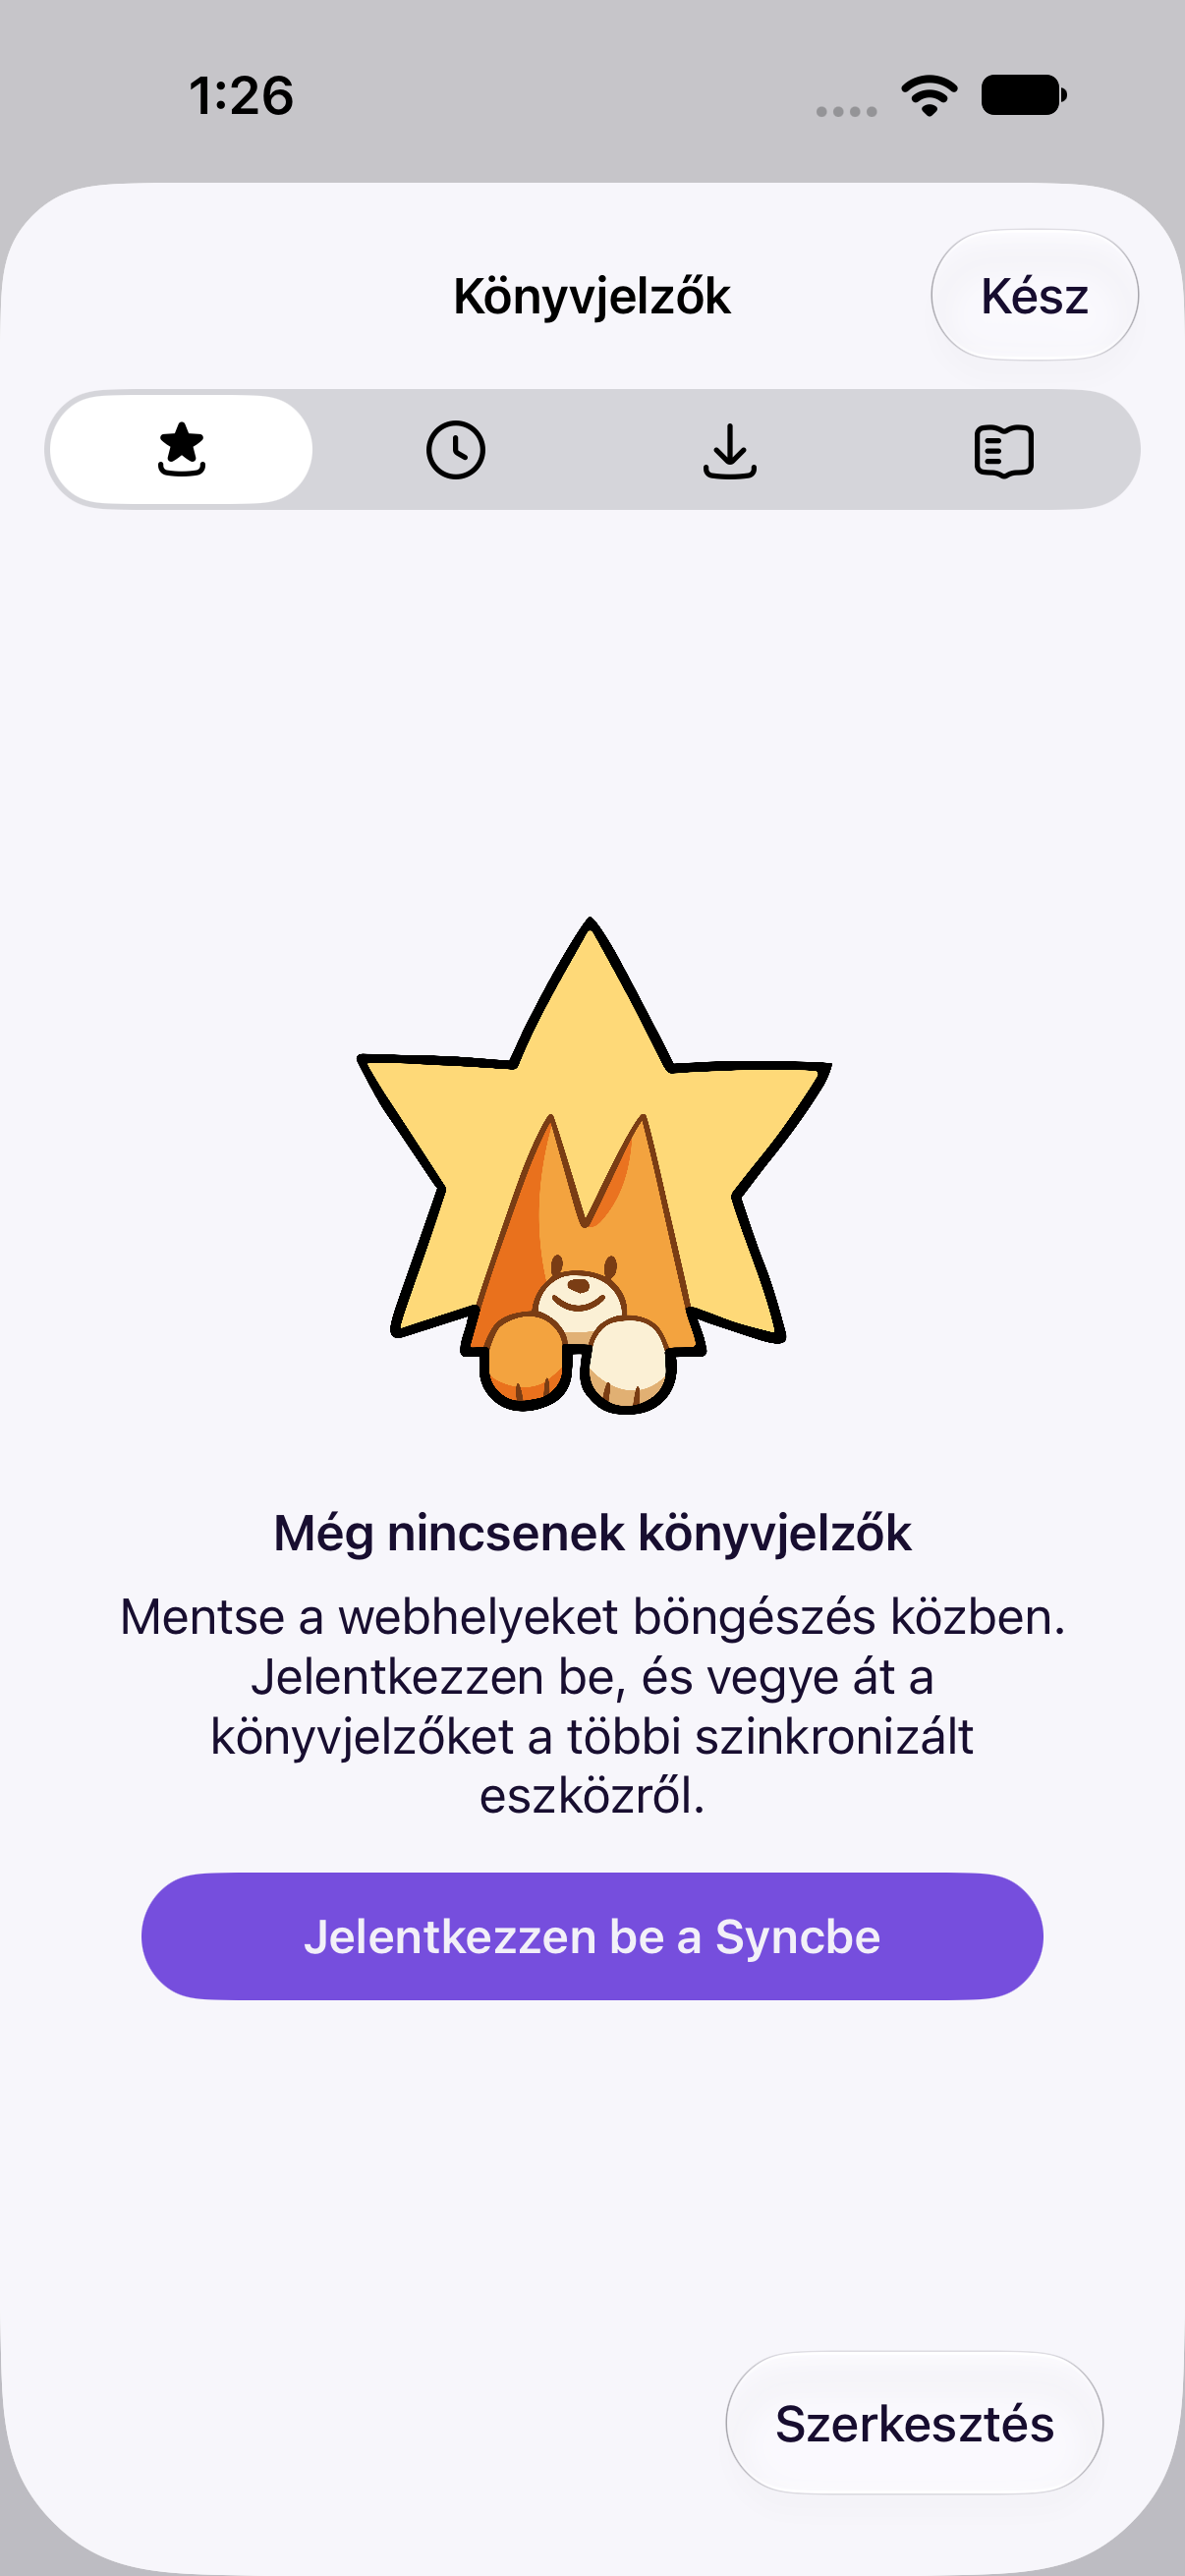 1:26
Könyvjelzők
Kész
Még nincsenek könyvjelzők
Mentse a webhelyeket böngészés közben.
Jelentkezzen be, és vegye át a
könyvjelzőket a többi szinkronizált
eszközről.
Jelentkezzen be a Syncbe
Szerkesztés